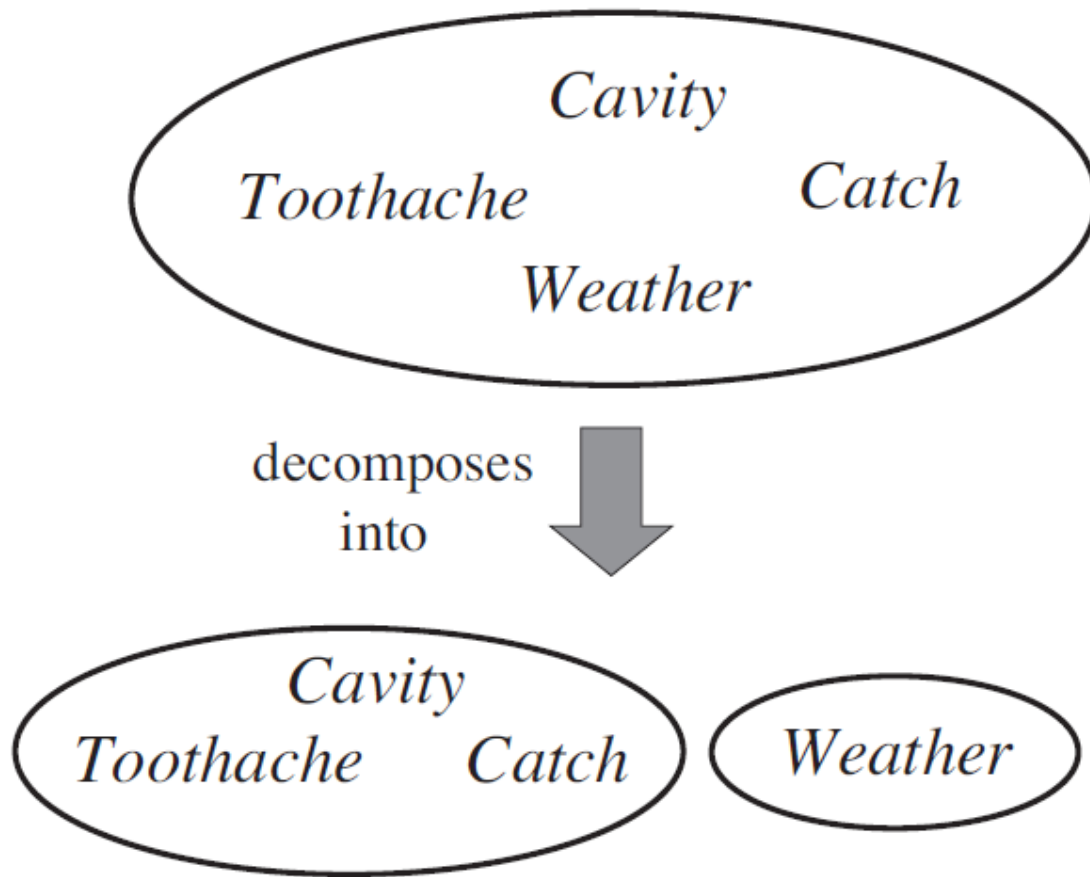 Cavity
Toothache Catch
Weather
decomposes
into
Cavity
Toothache Catch
Weather